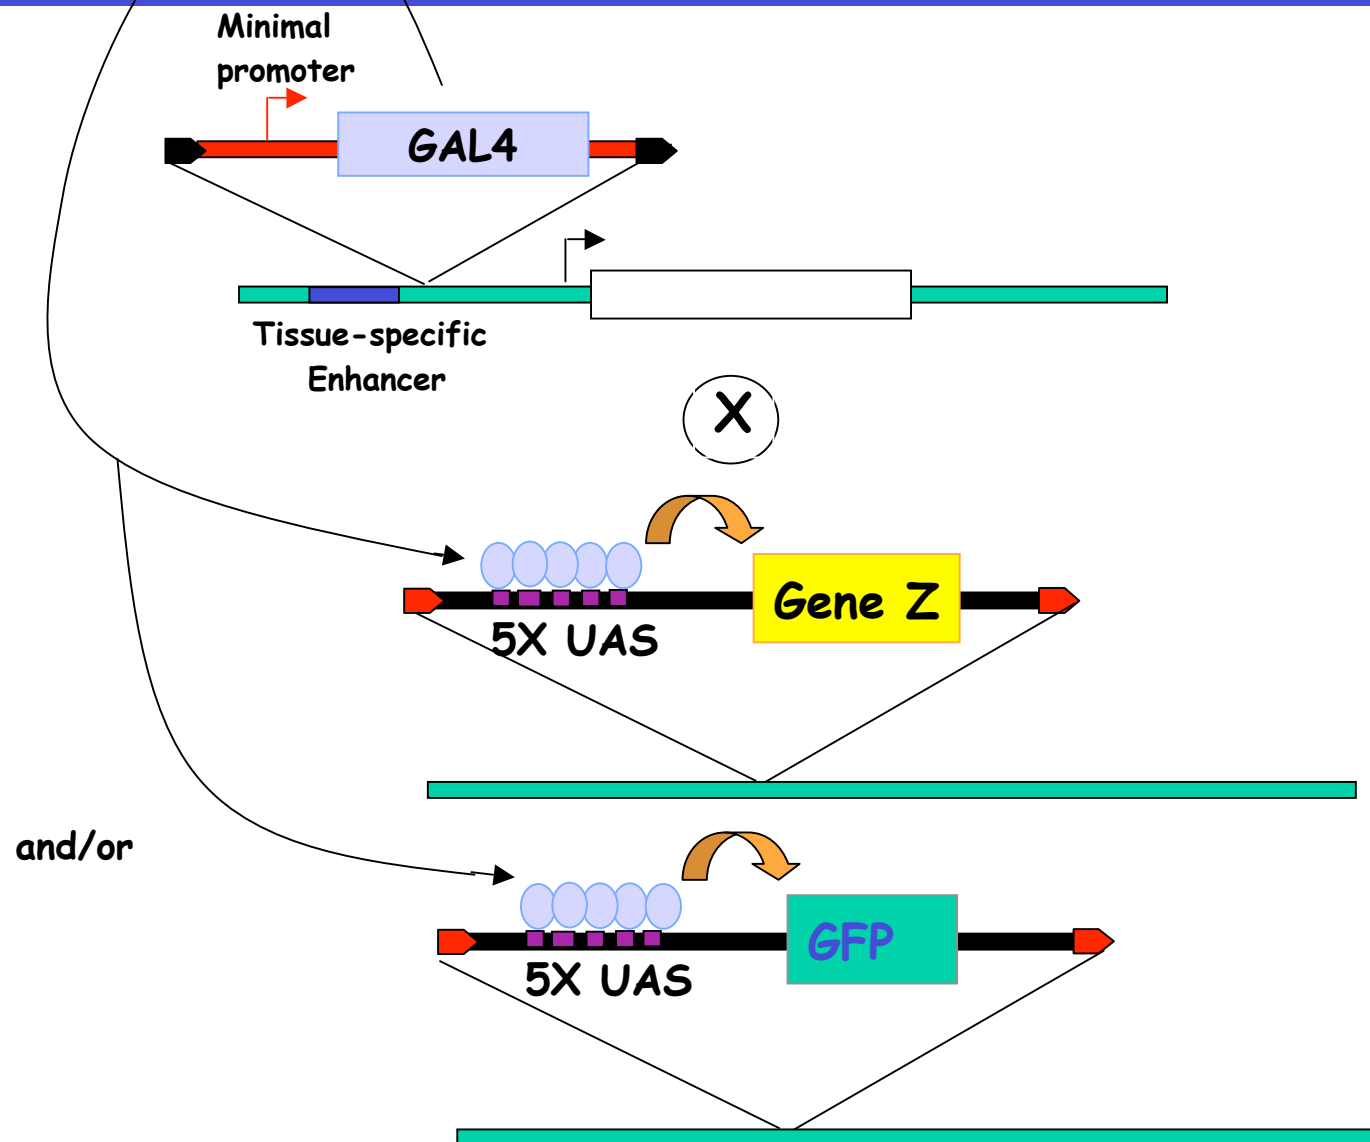 Minimal
promoter
GAL4
Tissue-specific
Enhancer
X
Gene Z
5X UAS
and/or
GFP
5X UAS